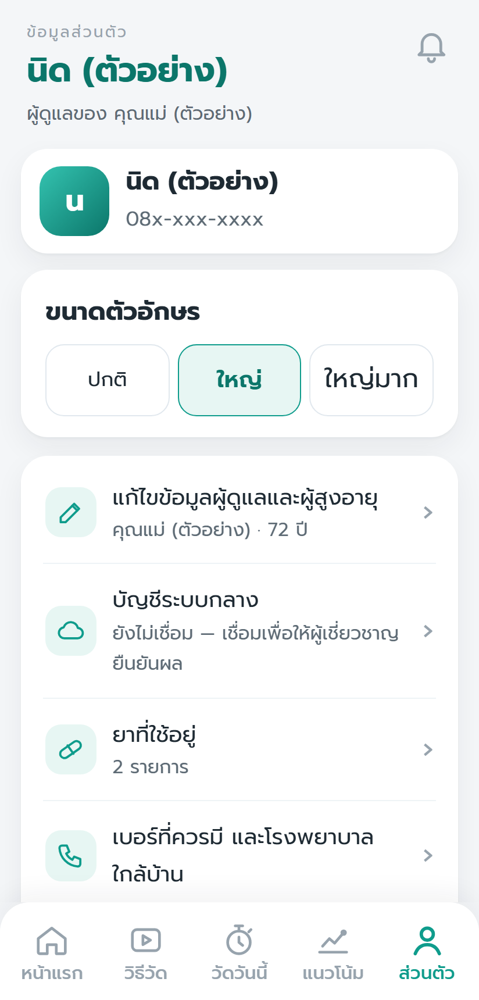 ข้อมูลส่วนตัว
นิด (ตัวอย่าง)
ผู้ดูแลของ คุณแม่ (ตัวอย่าง)
น
นิด (ตัวอย่าง)
08x-xxx-xxxx
ขนาดตัวอักษร
ปกติ
ใหญ่
ใหญ่มาก
แก้ไขข้อมูลผู้ดูแลและผู้สูงอายุ
คุณแม่ (ตัวอย่าง) · 72 ปี
บัญชีระบบกลาง
ยังไม่เชื่อม — เชื่อมเพื่อให้ผู้เชี่ยวชาญ
ยืนยันผล
ยาที่ใช้อยู่
2 รายการ
เบอร์ที่ควรมี และโรงพยาบาล
ใกล้บ้าน
หน้าแรก
วิธีวัด
วัดวันนี้
แนวโน้ม
ส่วนตัว